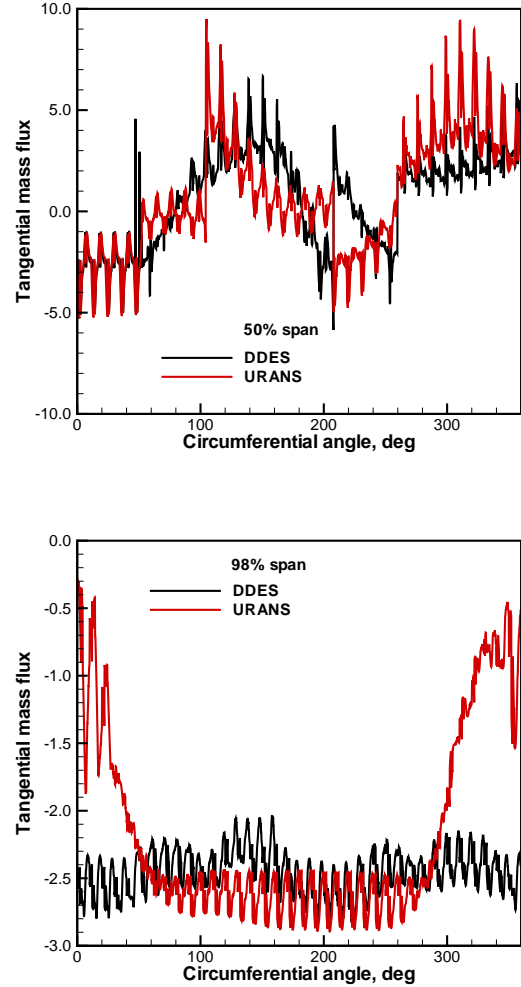 10.0
5.0
0.0
-5.0
-10.0
Tangential mass flux
50% span
DDES
URANS
0 100 200 300
Circumferential angle, deg
0.0
-0.5
-1.0
-1.5
-2.0
-2.5
-3.0
Tangential mass flux
98% span
DDES
URANS
0 100 200 300
Circumferential angle, deg